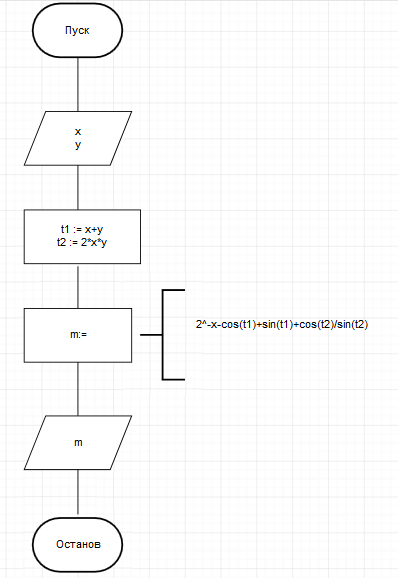 Пуск
x
y
t1 := x+y
t2 := 2*x*y
m:=
2^-x-cos(t1)+sin(t1)+cos(t2)/sin(t2)
m
Останов